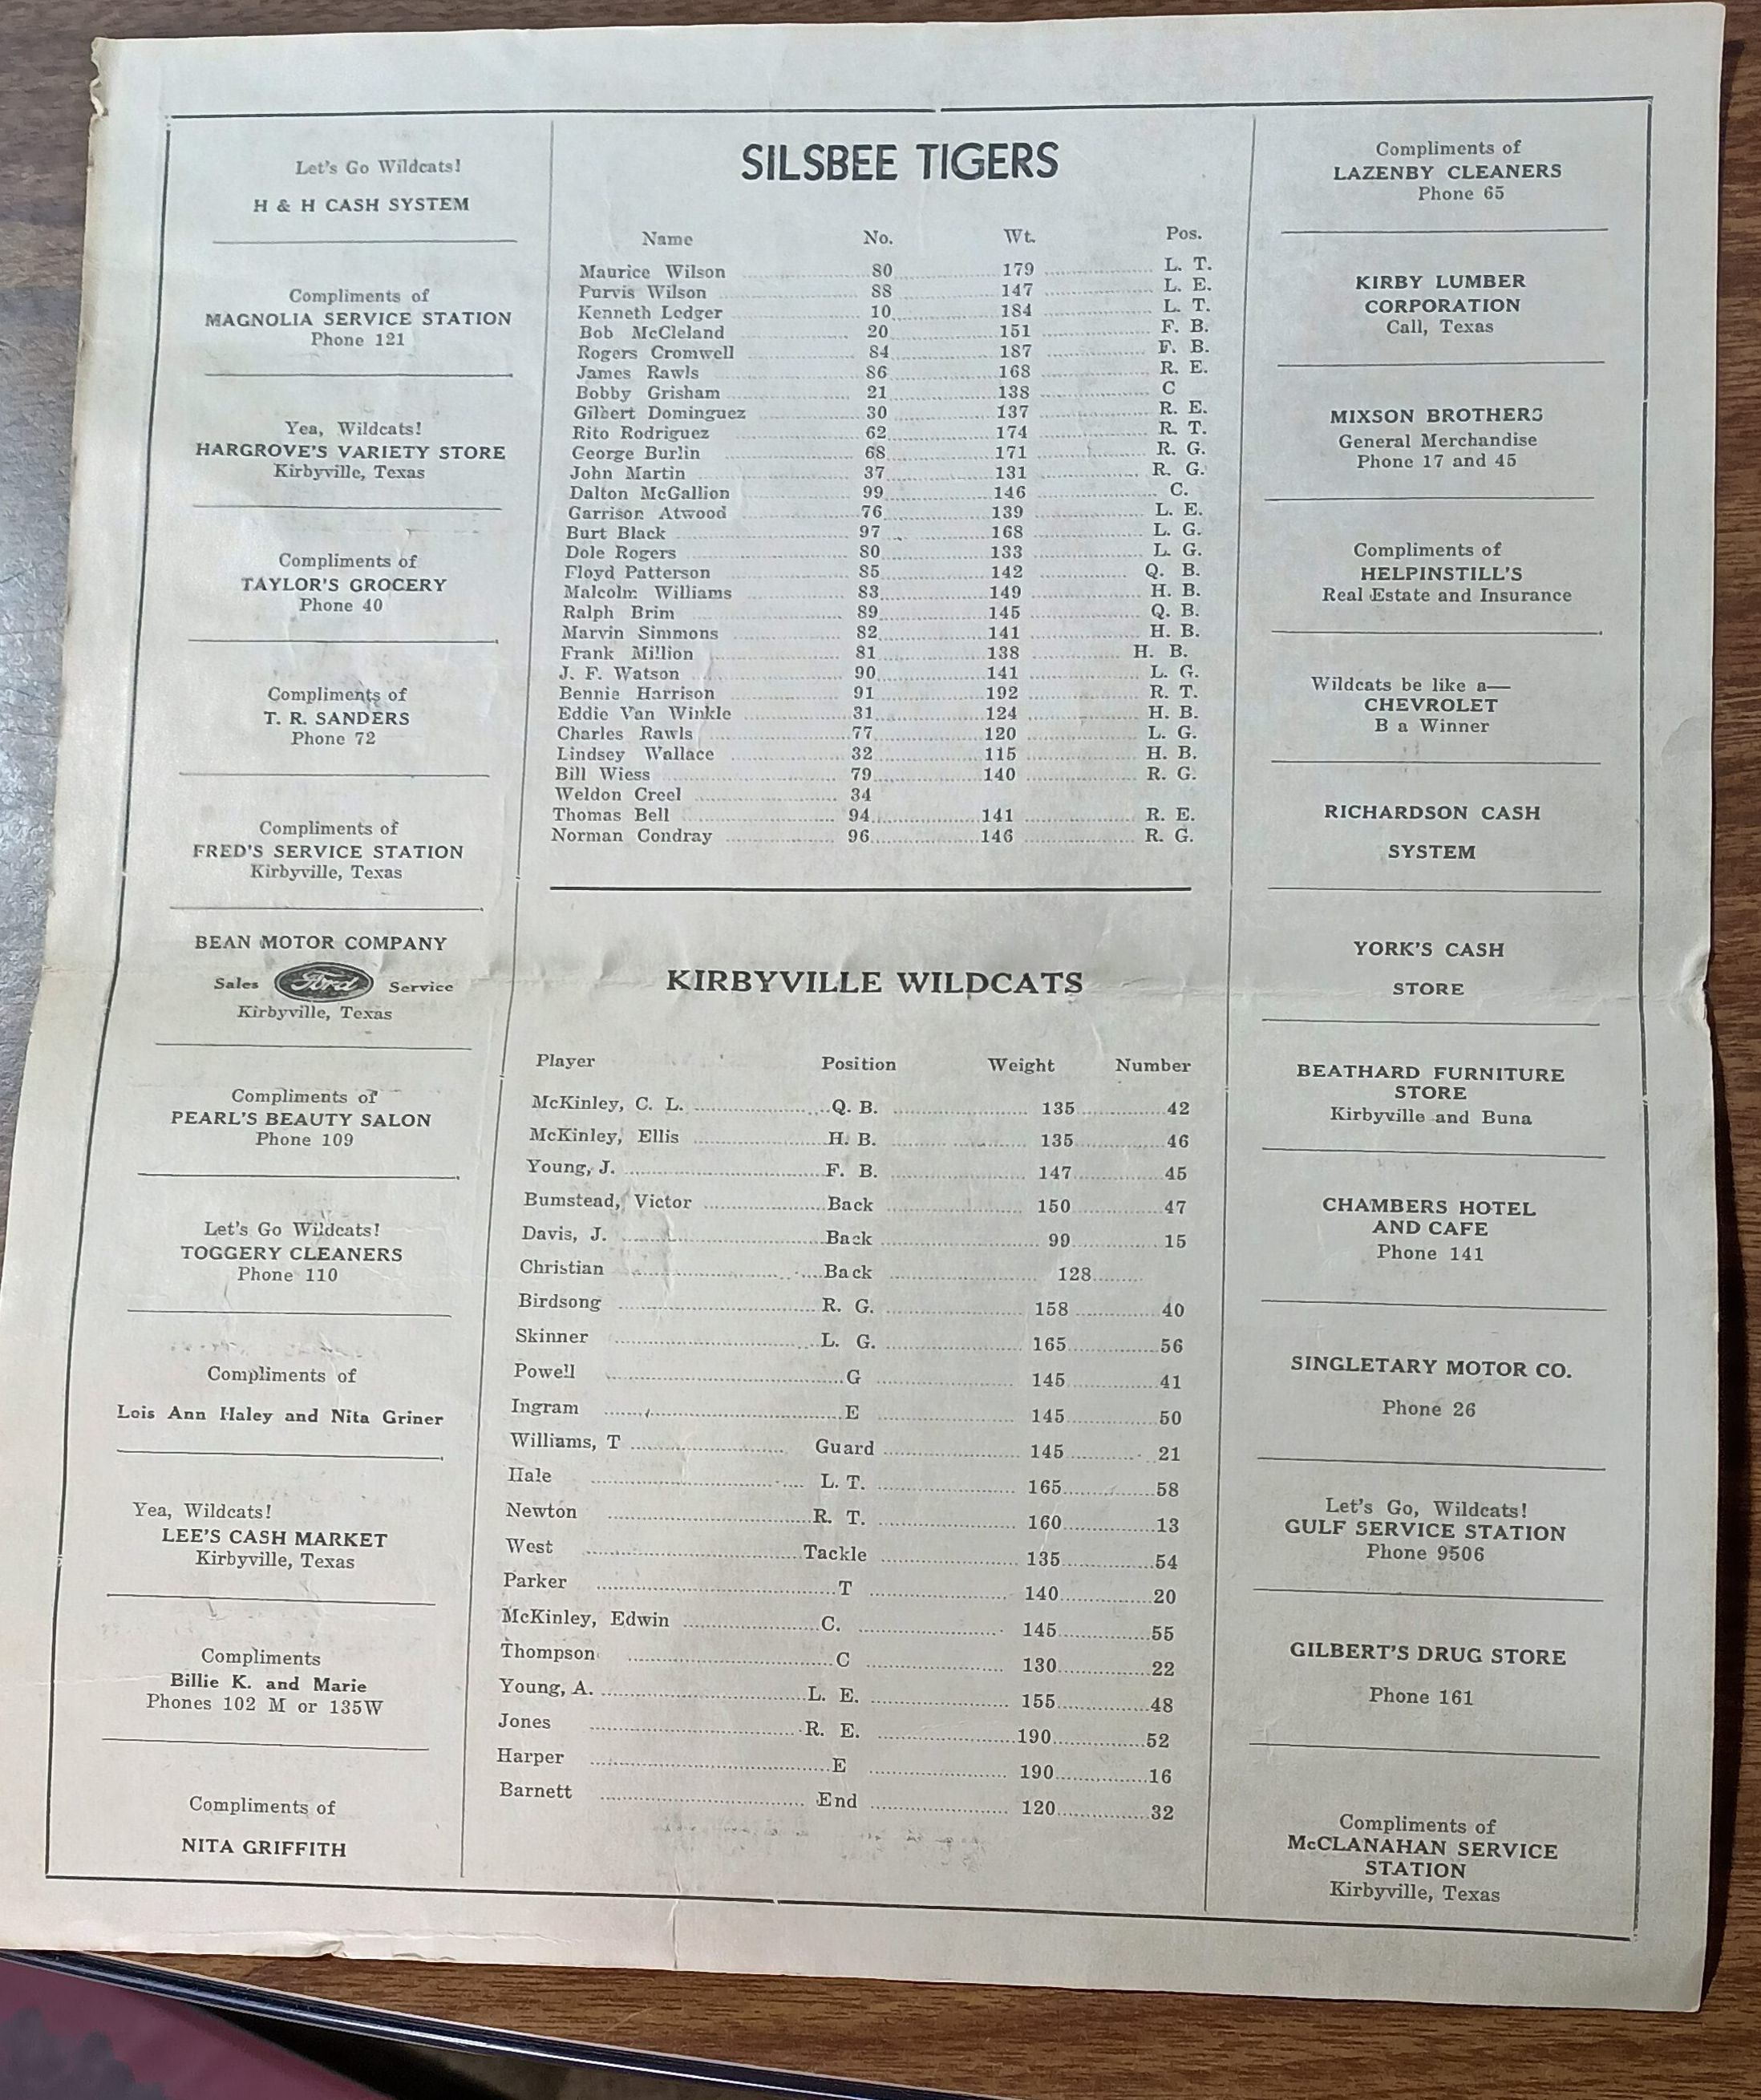 Let's Go Wildcats!
H & H CASH SYSTEM
Compliments of
MAGNOLIA SERVICE STATION
Phone 121
Yea, Wildcats!
HARGROVE'S VARIETY STORE
Kirbyville, Texas
Compliments of
TAYLOR'S GROCERY
Phone 40
Compliments of
T. R. SANDERS
Phone 72
Compliments of
FRED'S SERVICE STATION
Kirbyville, Texas
BEAN MOTOR COMPANY
Sales Ford Service
Kirbyville, Texas
Compliments of
PEARL'S BEAUTY SALON
Phone 109
Let's Go Wildcats!
TOGGERY CLEANERS
Phone 110
Compliments of
Lois Ann Haley and Nita Griner
Yea, Wildcats!
LEE'S CASH MARKET
Kirbyville, Texas
Compliments
Billie K. and Marie
Phones 102 M or 135W
Compliments of
NITA GRIFFITH
SILSBEE TIGERS
Name No. Wt. Pos.
Maurice Wilson 80 179 L. T.
Purvis Wilson 88 147 L. E.
Kenneth Ledger 10 184 L. T.
Bob McCleland 20 151 F. B.
Rogers Cromwell 84 187 F. B.
James Rawls 86 168 R. E.
Bobby Grisham 21 138 C
Gilbert Dominguez 30 137 R. E.
Rito Rodriguez 62 174 R. T.
George Burlin 68 171 R. G.
John Martin 37 131 R. G.
Dalton McGallion 99 146 C.
Garrison Atwood 76 139 L. E.
Burt Black 97 168 L. G.
Dole Rogers 80 133 L. G.
Floyd Patterson 85 142 Q. B.
Malcolm Williams 83 149 H. B.
Ralph Brim 89 145 Q. B.
Marvin Simmons 82 141 H. B.
Frank Million 81 138 H. B.
J. F. Watson 90 141 L. G.
Bennie Harrison 91 192 R. T.
Eddie Van Winkle 31 124 H. B.
Charles Rawls 77 120 L. G.
Lindsey Wallace 32 115 H. B.
Bill Wiess 79 140 R. G.
Weldon Creel 34
Thomas Bell 94 141 R. E.
Norman Condray 96 146 R. G.
KIRBYVILLE WILDCATS
Player Position Weight Number
McKinley, C. L. Q. B. 135 42
McKinley, Ellis H. B. 135 46
Young, J. F. B. 147 45
Bumstead, Victor Back 150 47
Davis, J. Back 99 15
Christian Back 128
Birdsong R. G. 158 40
Skinner L. G. 165 56
Powell G 145 41
Ingram E 145 50
Williams, T Guard 145 21
Hale L. T. 165 58
Newton R. T. 160 13
West Tackle 135 54
Parker T 140 20
McKinley, Edwin C. 145 55
Thompson C 130 22
Young, A. L. E. 155 48
Jones R. E. 190 52
Harper E 190 16
Barnett End 120 32
Compliments of
LAZENBY CLEANERS
Phone 65
KIRBY LUMBER
CORPORATION
Call, Texas
MIXSON BROTHERS
General Merchandise
Phone 17 and 45
Compliments of
HELPINSTILL'S
Real Estate and Insurance
Wildcats be like a—
CHEVROLET
B a Winner
RICHARDSON CASH
SYSTEM
YORK'S CASH
STORE
BEATHARD FURNITURE
STORE
Kirbyville and Buna
CHAMBERS HOTEL
AND CAFE
Phone 141
SINGLETARY MOTOR CO.
Phone 26
Let's Go, Wildcats!
GULF SERVICE STATION
Phone 9506
GILBERT'S DRUG STORE
Phone 161
Compliments of
McCLANAHAN SERVICE
STATION
Kirbyville, Texas